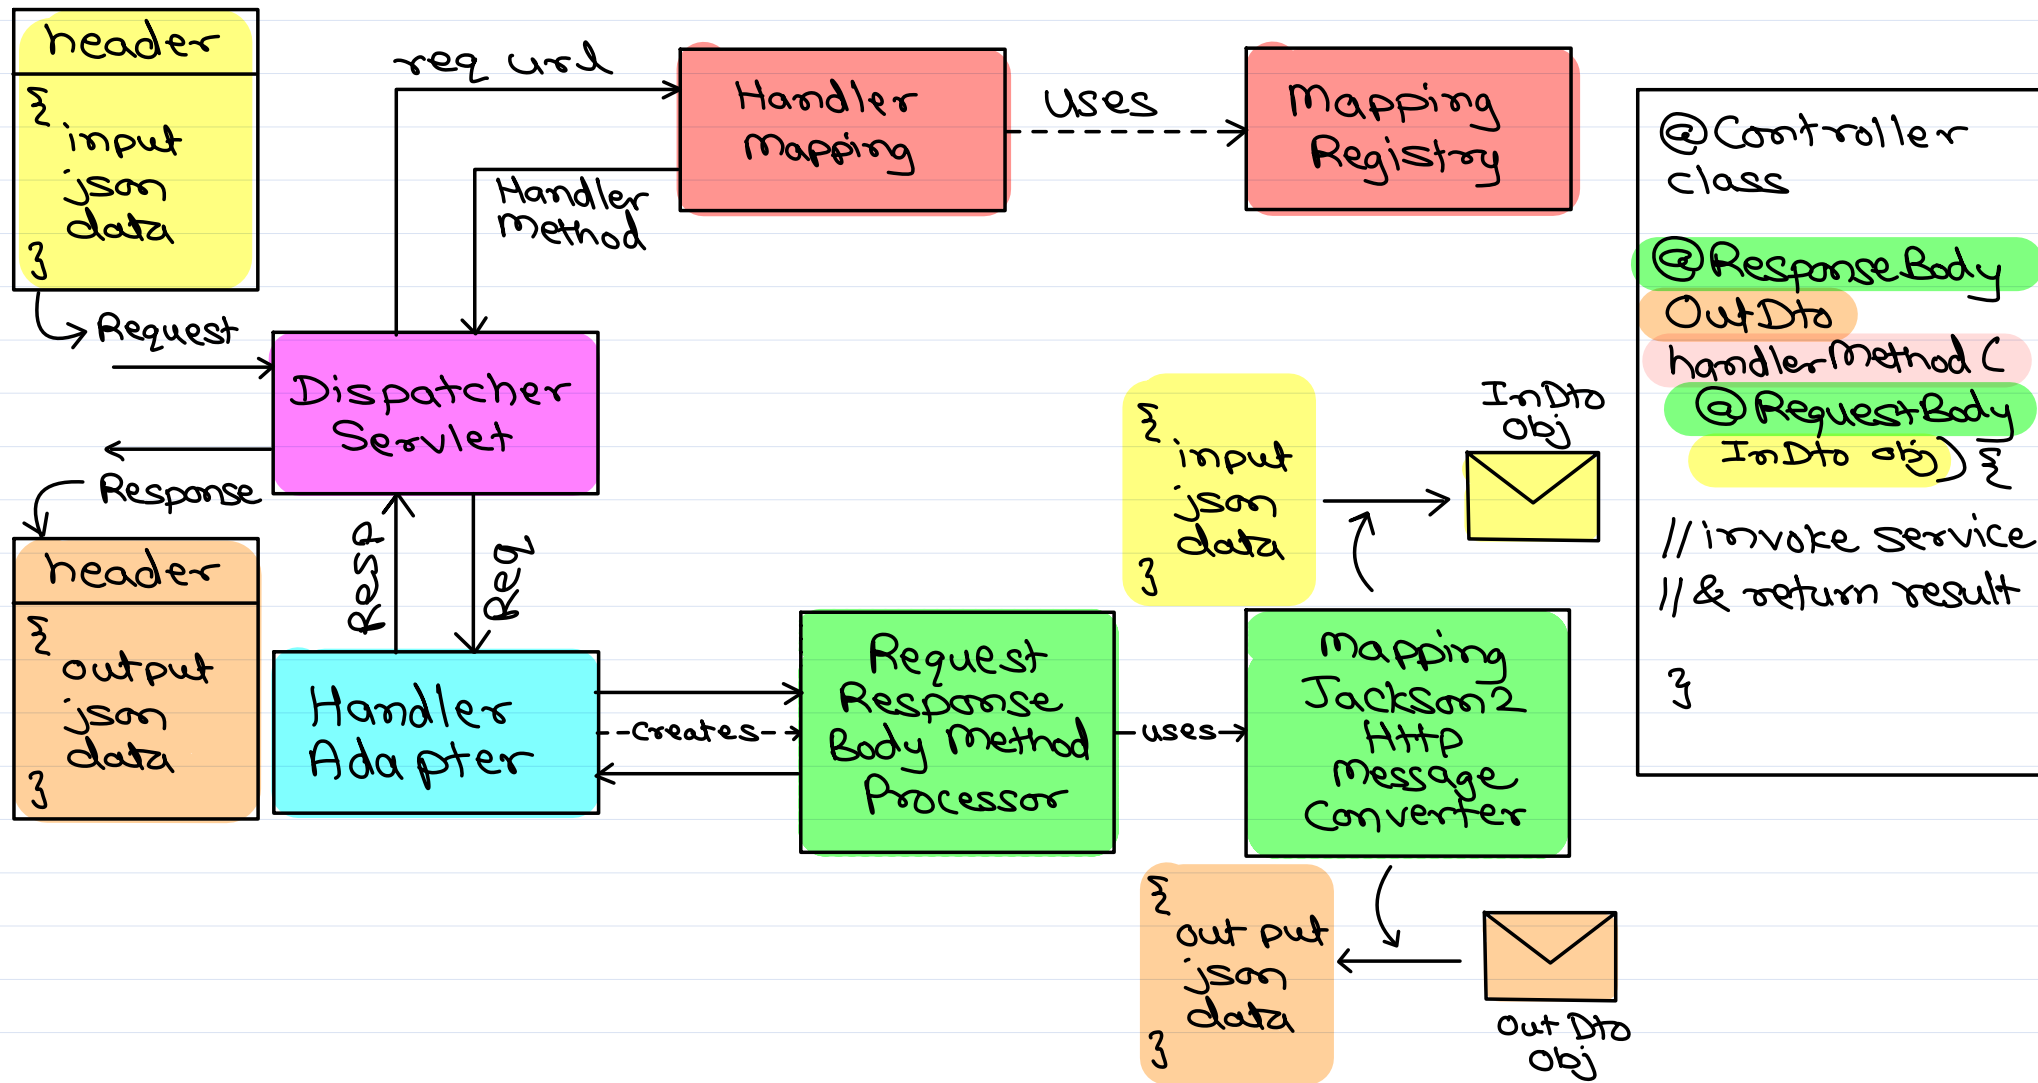 header
{
input
json
data
}
Request
req url
Handler
Mapping
uses
Mapping
Registry
Handler
Method
Dispatcher
Servlet
Response
header
{
output
json
data
}
Resp
Req
Handler
Adapter
creates
Request
Response
Body Method
Processor
uses
Mapping
Jackson2
Http
Message
Converter
{
input
json
data
}
InDto
Obj
{
out put
json
data
}
Out Dto
Obj
@Controller
class
@ResponseBody
OutDto
handlerMethod(
@RequestBody
InDto obj) {
// invoke service
// & return result
}